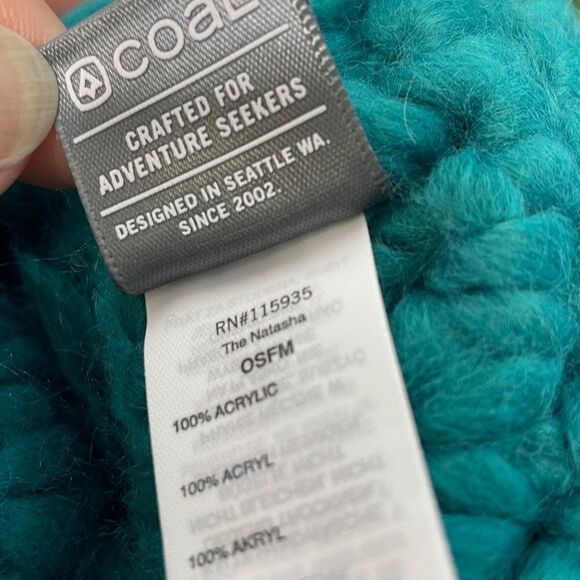 coal
CRAFTED FOR
ADVENTURE SEEKERS
DESIGNED IN SEATTLE WA.
SINCE 2002.
RN#115935
The Natasha
OSFM
100% ACRYLIC
100% ACRYL
100% AKRYL